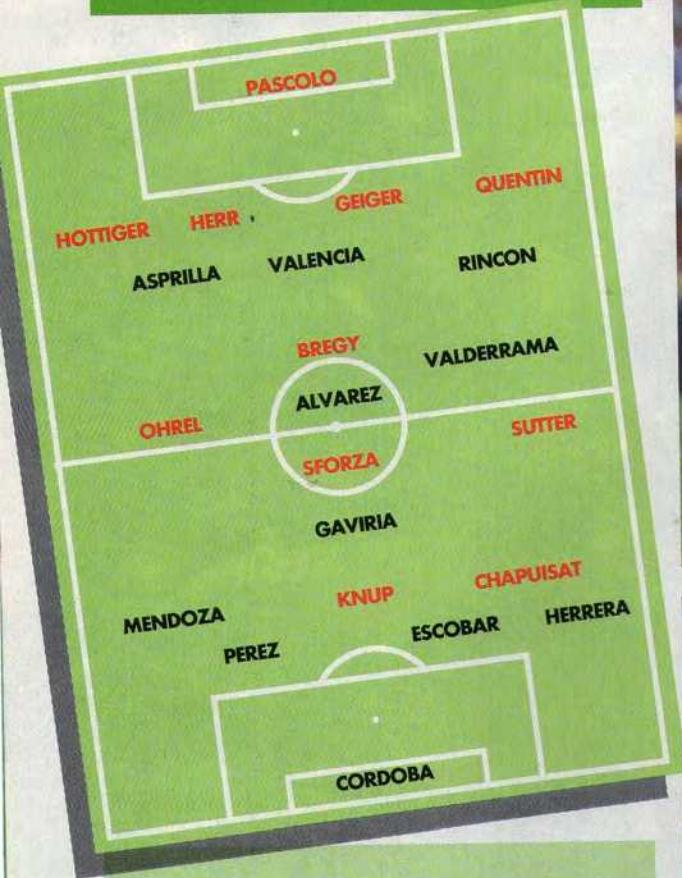 PASCOLO
HOTTIGER HERR GEIGER QUENTIN
ASPRILLA VALENCIA RINCON
BREGY VALDERRAMA
ALVAREZ
OHREL SUTTER
SFORZA
GAVIRIA
KNUP CHAPUISAT
MENDOZA PEREZ ESCOBAR HERRERA
CORDOBA